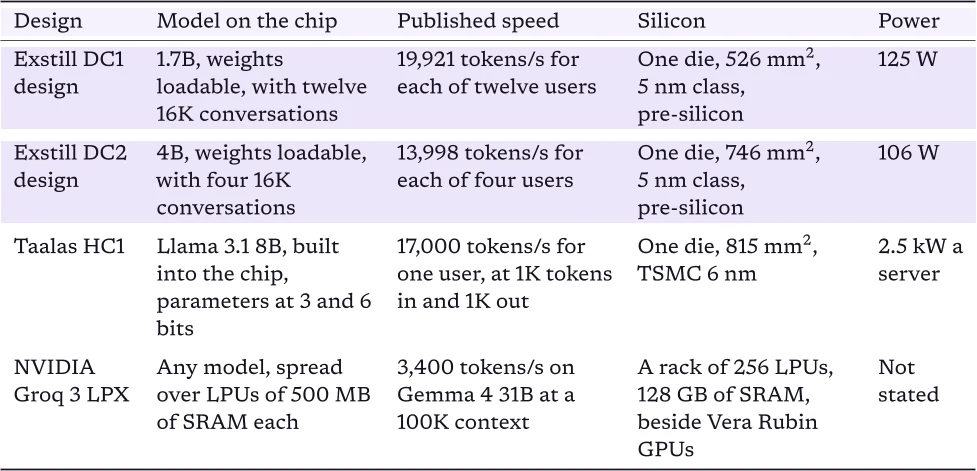 Design Model on the chip Published speed Silicon Power
Exstill DC1 design
1.7B, weights loadable, with twelve 16K conversations
19,921 tokens/s for each of twelve users
One die, 526 mm², 5 nm class, pre-silicon
125 W
Exstill DC2 design
4B, weights loadable, with four 16K conversations
13,998 tokens/s for each of four users
One die, 746 mm², 5 nm class, pre-silicon
106 W
Taalas HC1
Llama 3.1 8B, built into the chip, parameters at 3 and 6 bits
17,000 tokens/s for one user, at 1K tokens in and 1K out
One die, 815 mm², TSMC 6 nm
2.5 kW a server
NVIDIA Groq 3 LPX
Any model, spread over LPUs of 500 MB of SRAM each
3,400 tokens/s on Gemma 4 31B at a 100K context
A rack of 256 LPUs, 128 GB of SRAM, beside Vera Rubin GPUs
Not stated